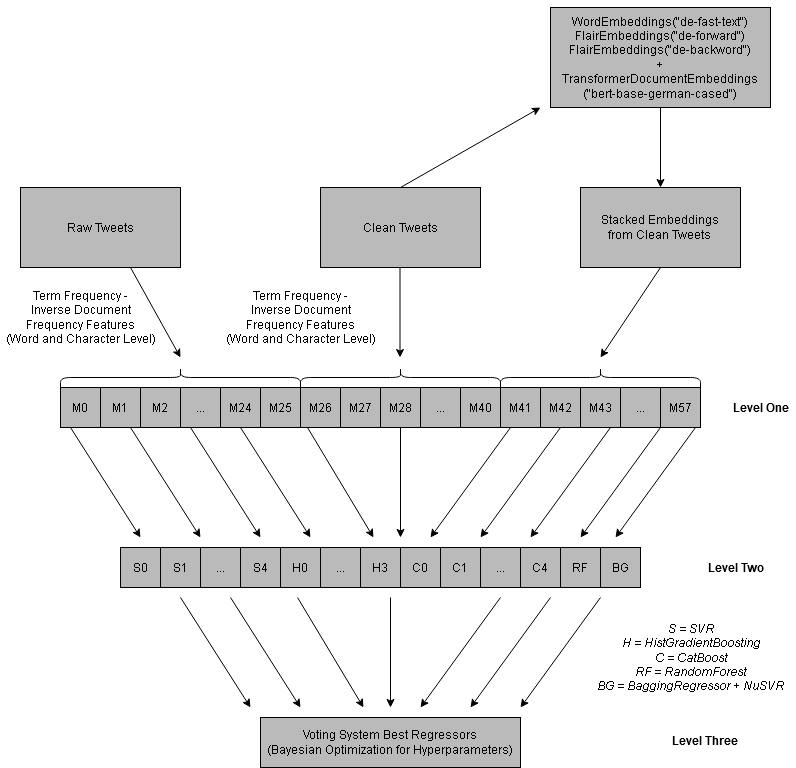 WordEmbeddings("de-fast-text")
FlairEmbeddings("de-forward")
FlairEmbeddings("de-backword")
+
TransformerDocumentEmbeddings
("bert-base-german-cased")
Raw Tweets
Clean Tweets
Stacked Embeddings
from Clean Tweets
Term Frequency -
Inverse Document
Frequency Features
(Word and Character Level)
Term Frequency -
Inverse Document
Frequency Features
(Word and Character Level)
M0 M1 M2 ... M24 M25 M26 M27 M28 ... M40 M41 M42 M43 ... M57
Level One
S0 S1 ... S4 H0 ... H3 C0 C1 ... C4 RF BG
Level Two
S = SVR
H = HistGradientBoosting
C = CatBoost
RF = RandomForest
BG = BaggingRegressor + NuSVR
Voting System Best Regressors
(Bayesian Optimization for Hyperparameters)
Level Three